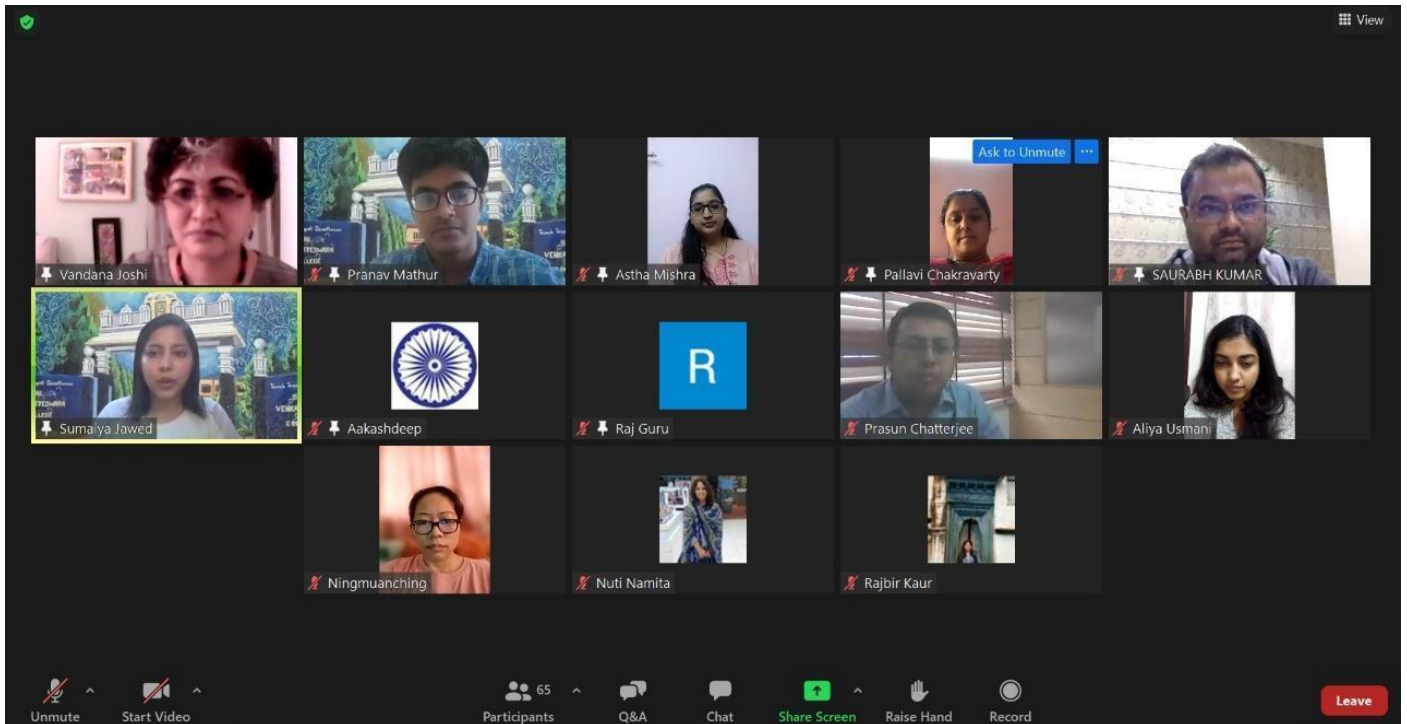 View
Ask to Unmute ...
Vandana Joshi
Pranav Mathur
Astha Mishra
Pallavi Chakravarty
SAURABH KUMAR
Sumaiya Jawed
Aakashdeep
R
Raj Guru
Prasun Chatterjee
Aliya Usmani
Ningmuanching
Nuti Namita
Rajbir Kaur
65
Unmute
Start Video
Participants
Q&A
Chat
Share Screen
Raise Hand
Record
Leave